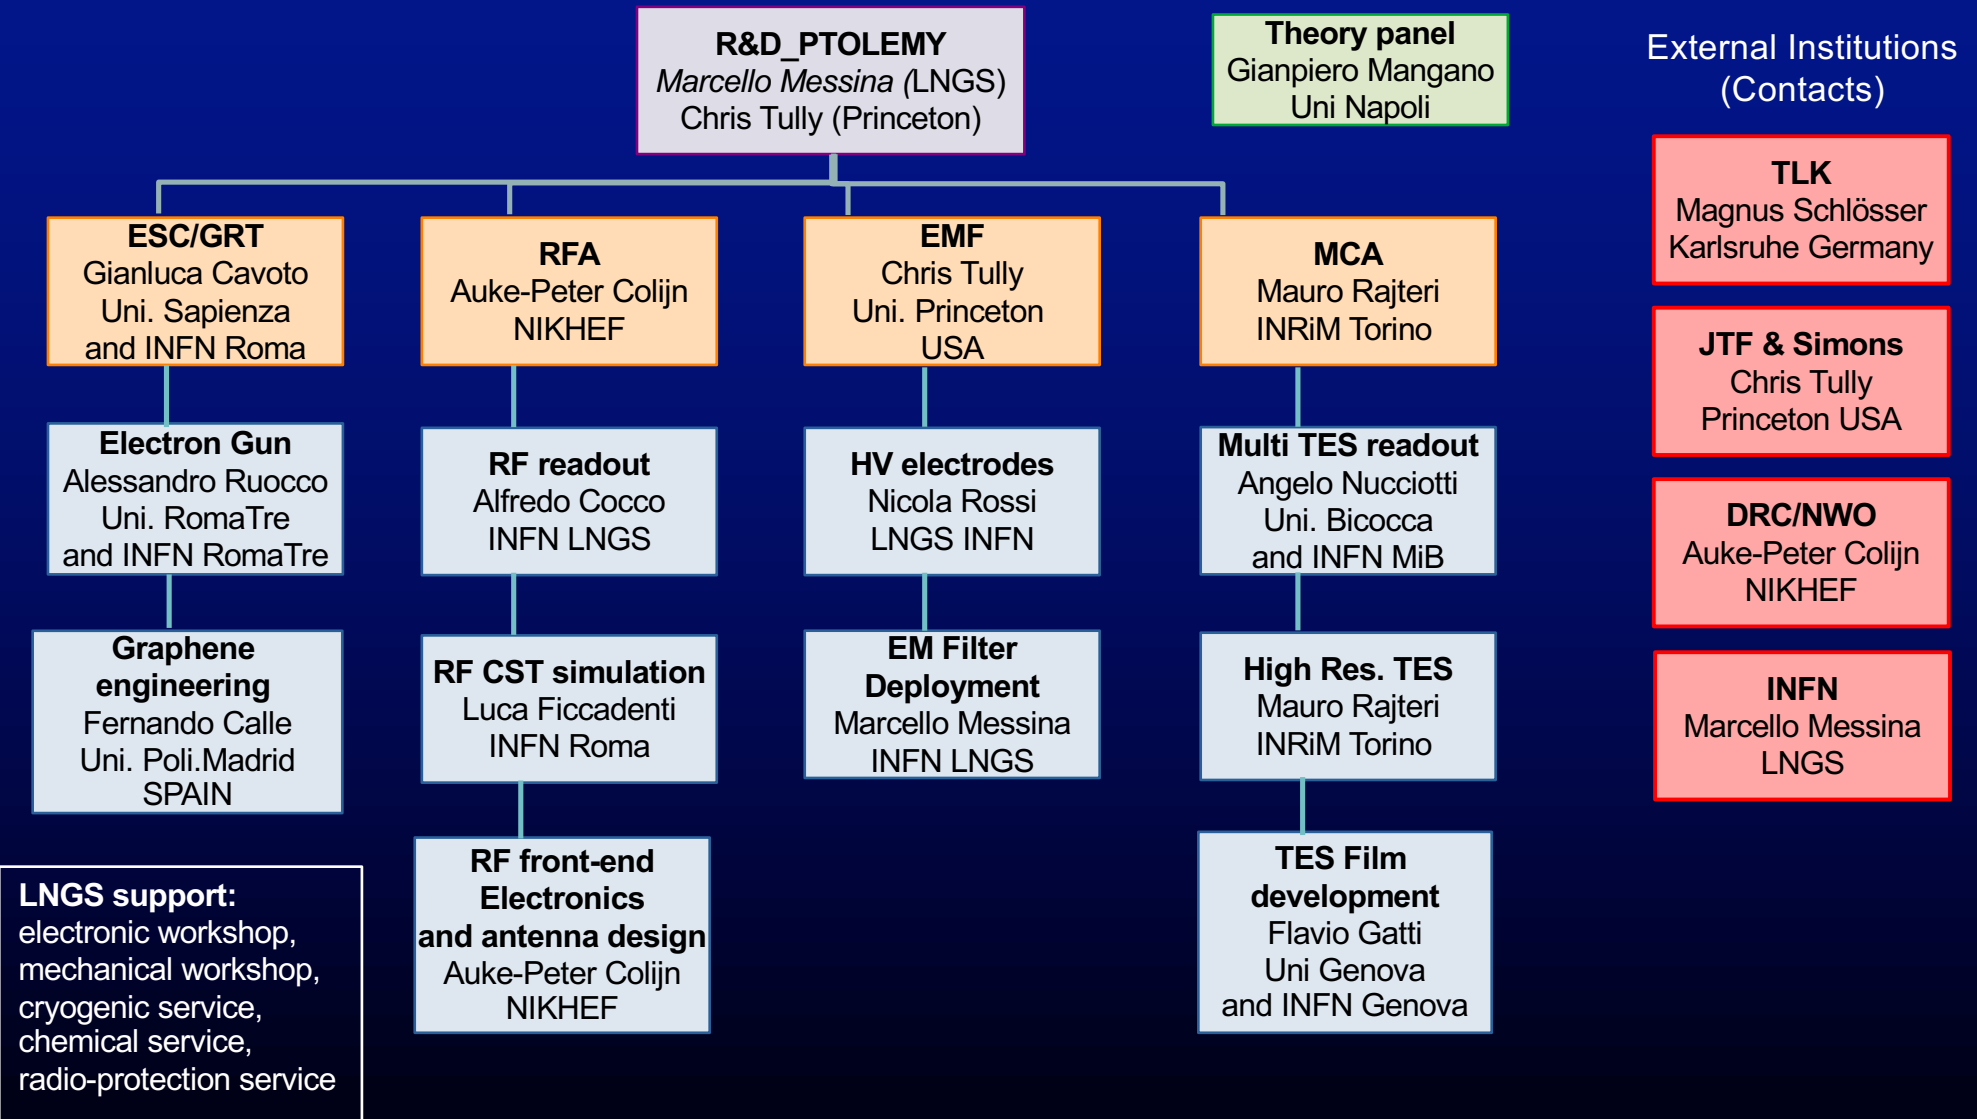 R&D_PTOLEMY
Marcello Messina (LNGS)
Chris Tully (Princeton)
Theory panel
Gianpiero Mangano
Uni Napoli
External Institutions
(Contacts)
ESC/GRT
Gianluca Cavoto
Uni. Sapienza
and INFN Roma
RFA
Auke-Peter Colijn
NIKHEF
EMF
Chris Tully
Uni. Princeton
USA
MCA
Mauro Rajteri
INRiM Torino
TLK
Magnus Schlösser
Karlsruhe Germany
JTF & Simons
Chris Tully
Princeton USA
Electron Gun
Alessandro Ruocco
Uni. RomaTre
and INFN RomaTre
RF readout
Alfredo Cocco
INFN LNGS
HV electrodes
Nicola Rossi
LNGS INFN
Multi TES readout
Angelo Nucciotti
Uni. Bicocca
and INFN MiB
DRC/NWO
Auke-Peter Colijn
NIKHEF
Graphene
engineering
Fernando Calle
Uni. Poli.Madrid
SPAIN
RF CST simulation
Luca Ficcadenti
INFN Roma
EM Filter
Deployment
Marcello Messina
INFN LNGS
High Res. TES
Mauro Rajteri
INRiM Torino
INFN
Marcello Messina
LNGS
RF front-end
Electronics
and antenna design
Auke-Peter Colijn
NIKHEF
TES Film
development
Flavio Gatti
Uni Genova
and INFN Genova
LNGS support:
electronic workshop,
mechanical workshop,
cryogenic service,
chemical service,
radio-protection service